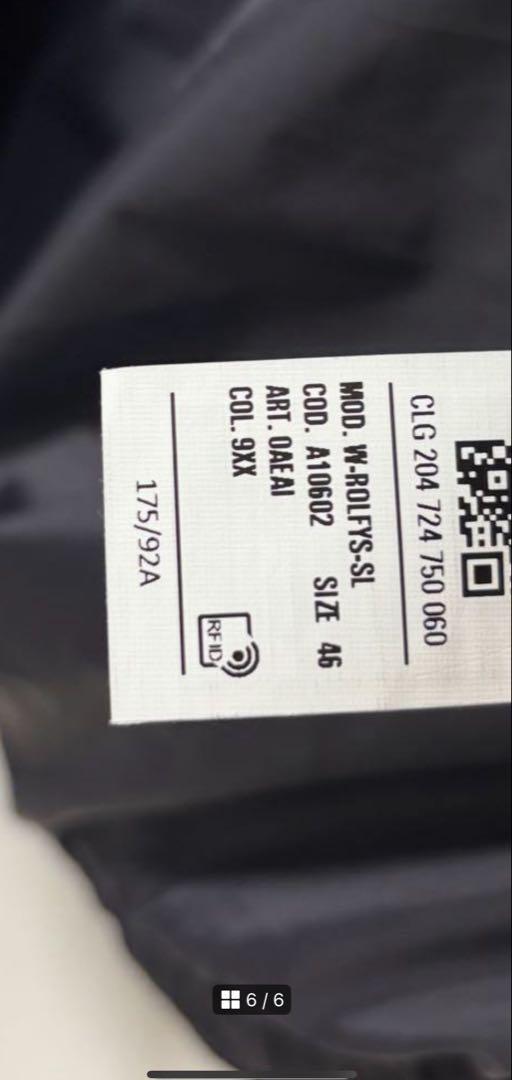 CLG 204 724 750 060
MOD. W-ROLFYS-SL
COD. A10602 SIZE 46
ART. 0AEAI
COL. 9XX
RFID
175/92A
6/6